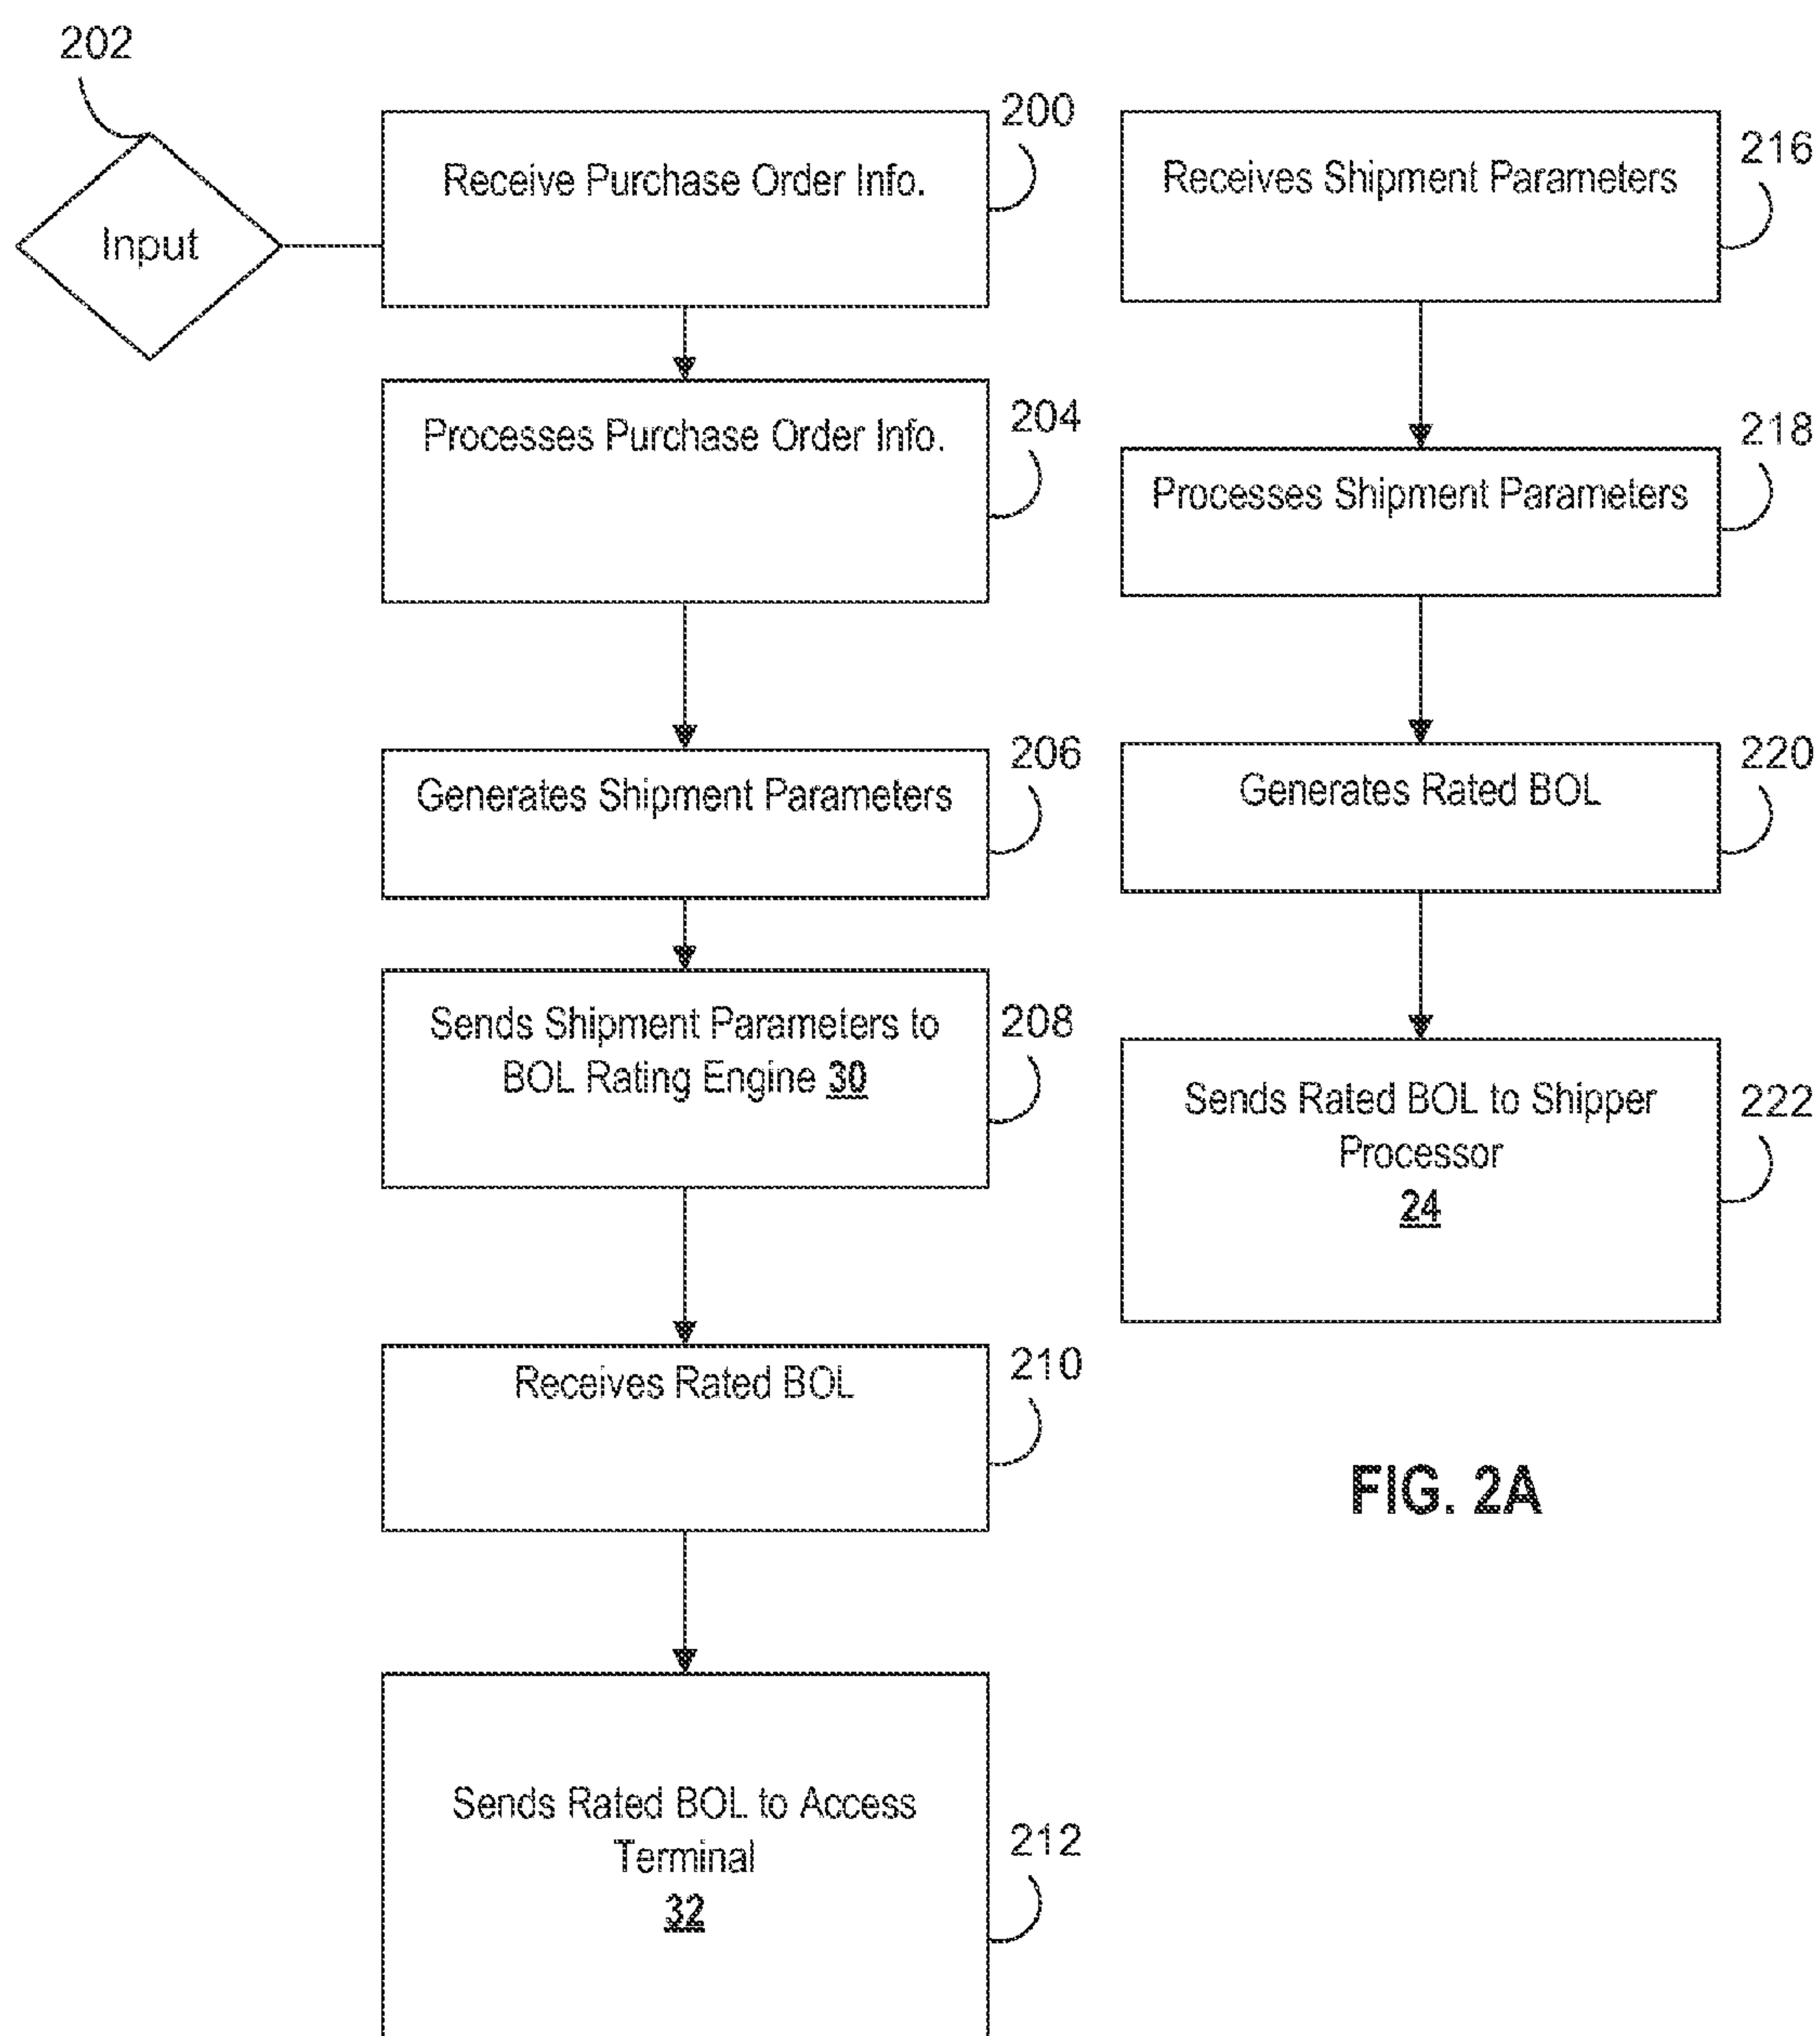 202
Input
200
Receive Purchase Order Info.
204
Processes Purchase Order Info.
206
Generates Shipment Parameters
208
Sends Shipment Parameters to
BOL Rating Engine 30
210
Receives Rated BOL
212
Sends Rated BOL to Access
Terminal
32
216
Receives Shipment Parameters
218
Processes Shipment Parameters
220
Generates Rated BOL
222
Sends Rated BOL to Shipper
Processor
24
FIG. 2A